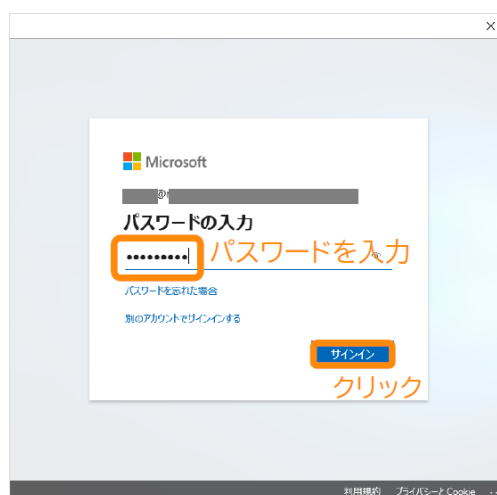 ×
Microsoft
パスワードの入力
•••••••••
パスワードを入力
パスワードを忘れた場合
別のアカウントでサインインする
サインイン
クリック
利用規約 プライバシーと Cookie